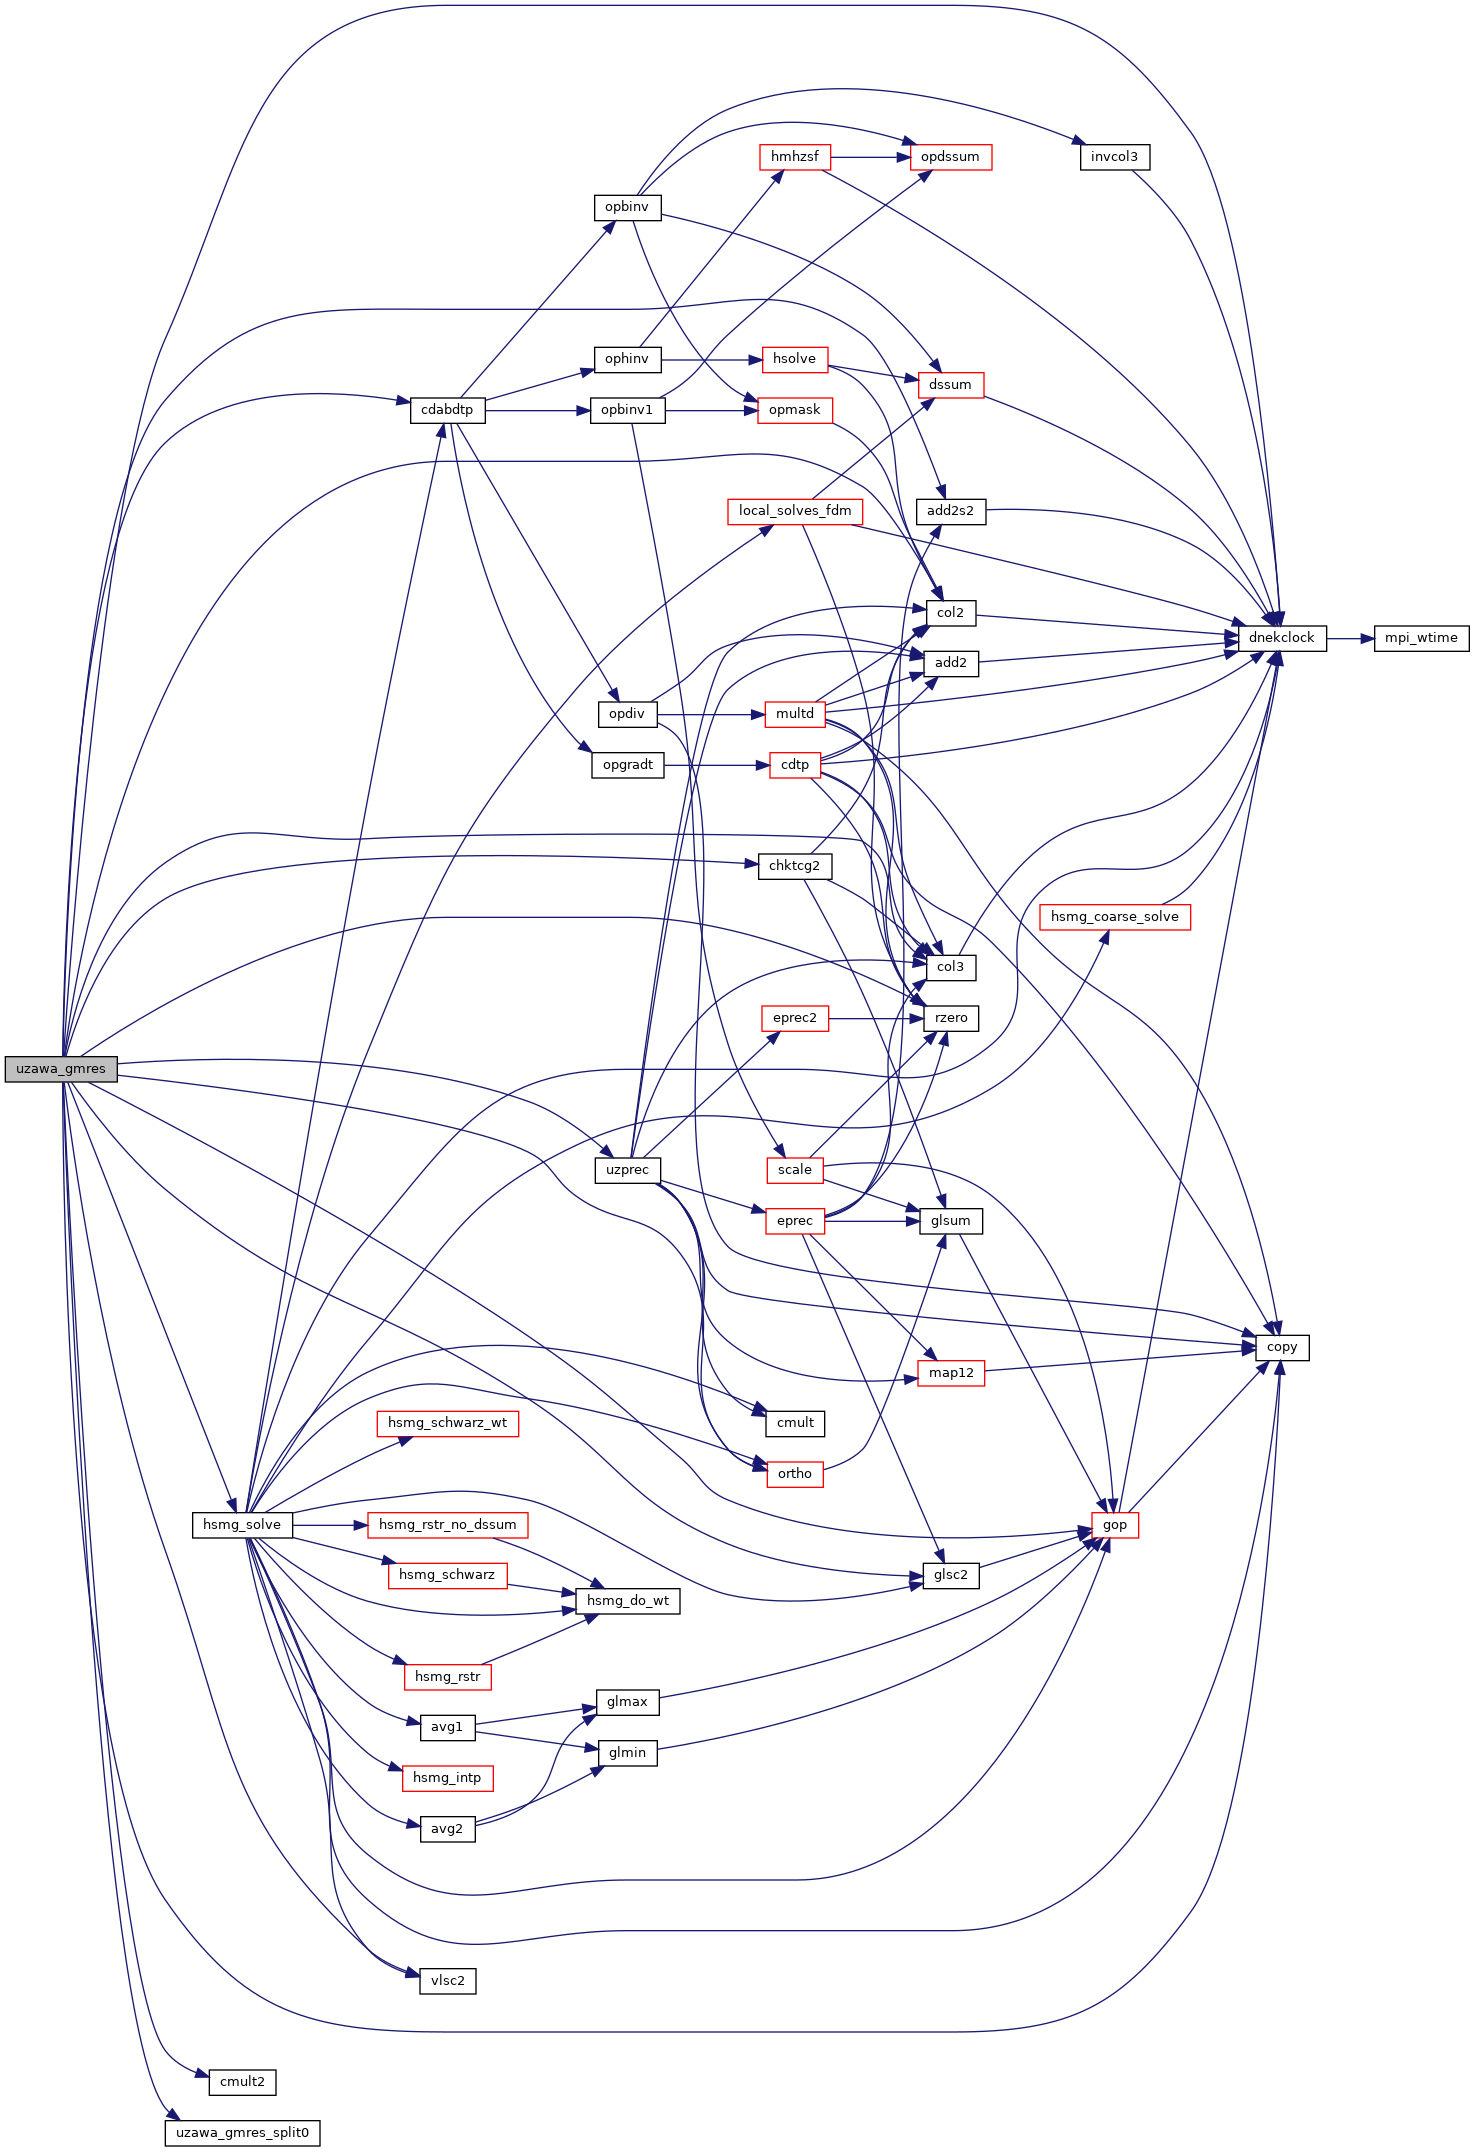 hmhzsf
opdssum
invcol3
opbinv
ophinv
hsolve
dssum
cdabdtp
opbinv1
opmask
local_solves_fdm
add2s2
col2
dnekclock
mpi_wtime
add2
opdiv
multd
opgradt
cdtp
chktcg2
hsmg_coarse_solve
col3
eprec2
rzero
uzawa_gmres
uzprec
scale
eprec
glsum
copy
map12
hsmg_schwarz_wt
cmult
ortho
hsmg_solve
hsmg_rstr_no_dssum
gop
hsmg_schwarz
glsc2
hsmg_do_wt
hsmg_rstr
glmax
avg1
glmin
hsmg_intp
avg2
vlsc2
cmult2
uzawa_gmres_split0